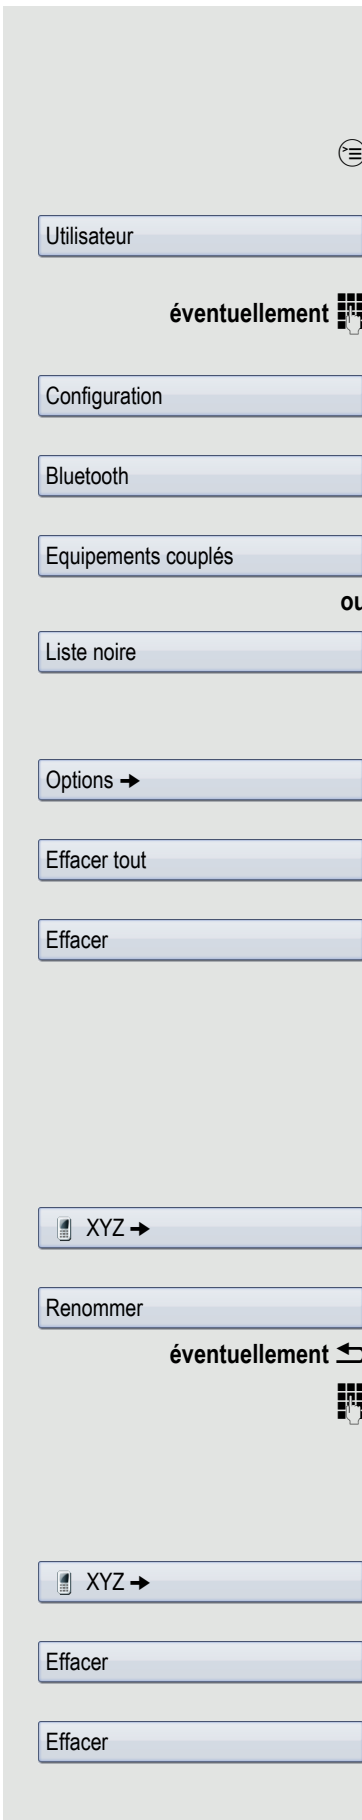 Utilisateur
éventuellement
Configuration
Bluetooth
Equipements couplés
ou
Liste noire
Options →
Effacer tout
Effacer
XYZ →
Renommer
éventuellement
XYZ →
Effacer
Effacer